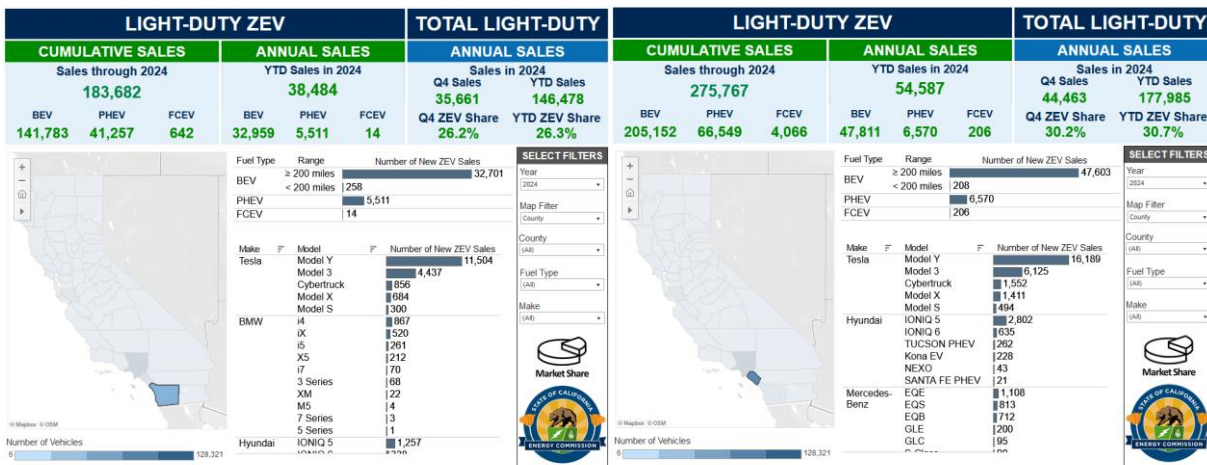 LIGHT-DUTY ZEV
TOTAL LIGHT-DUTY
CUMULATIVE SALES
ANNUAL SALES
ANNUAL SALES
Sales through 2024
YTD Sales in 2024
Sales in 2024
183,682
38,484
Q4 Sales YTD Sales
35,661 146,478
BEV PHEV FCEV
BEV PHEV FCEV
Q4 ZEV Share YTD ZEV Share
141,783 41,257 642
32,959 5,511 14
26.2% 26.3%
Fuel Type Range Number of New ZEV Sales
BEV ≥ 200 miles 32,701
< 200 miles 258
PHEV 5,511
FCEV 14
Make Model Number of New ZEV Sales
Tesla Model Y 11,504
Model 3 4,437
Cybertruck 856
Model X 684
Model S 300
BMW i4 867
iX 520
i5 261
X5 212
i7 70
3 Series 68
XM 22
M5 4
7 Series 3
5 Series 1
Hyundai IONIQ 5 1,257
SELECT FILTERS
Year
2024
Map Filter
County
County
(All)
Fuel Type
(All)
Make
(All)
Market Share
STATE OF CALIFORNIA
ENERGY COMMISSION
© Mapbox © OSM
Number of Vehicles
6 128,321
LIGHT-DUTY ZEV
TOTAL LIGHT-DUTY
CUMULATIVE SALES
ANNUAL SALES
ANNUAL SALES
Sales through 2024
YTD Sales in 2024
Sales in 2024
275,767
54,587
Q4 Sales YTD Sales
44,463 177,985
BEV PHEV FCEV
BEV PHEV FCEV
Q4 ZEV Share YTD ZEV Share
205,152 66,549 4,066
47,811 6,570 206
30.2% 30.7%
Fuel Type Range Number of New ZEV Sales
BEV ≥ 200 miles 47,603
< 200 miles 208
PHEV 6,570
FCEV 206
Make Model Number of New ZEV Sales
Tesla Model Y 16,189
Model 3 6,125
Cybertruck 1,552
Model X 1,411
Model S 494
Hyundai IONIQ 5 2,802
IONIQ 6 635
TUCSON PHEV 262
Kona EV 228
NEXO 43
SANTA FE PHEV 21
Mercedes-Benz EQE 1,108
EQS 813
EQB 712
GLE 200
GLC 95
SELECT FILTERS
Year
2024
Map Filter
County
County
(All)
Fuel Type
(All)
Make
(All)
Market Share
STATE OF CALIFORNIA
ENERGY COMMISSION
© Mapbox © OSM
Number of Vehicles
6 128,321